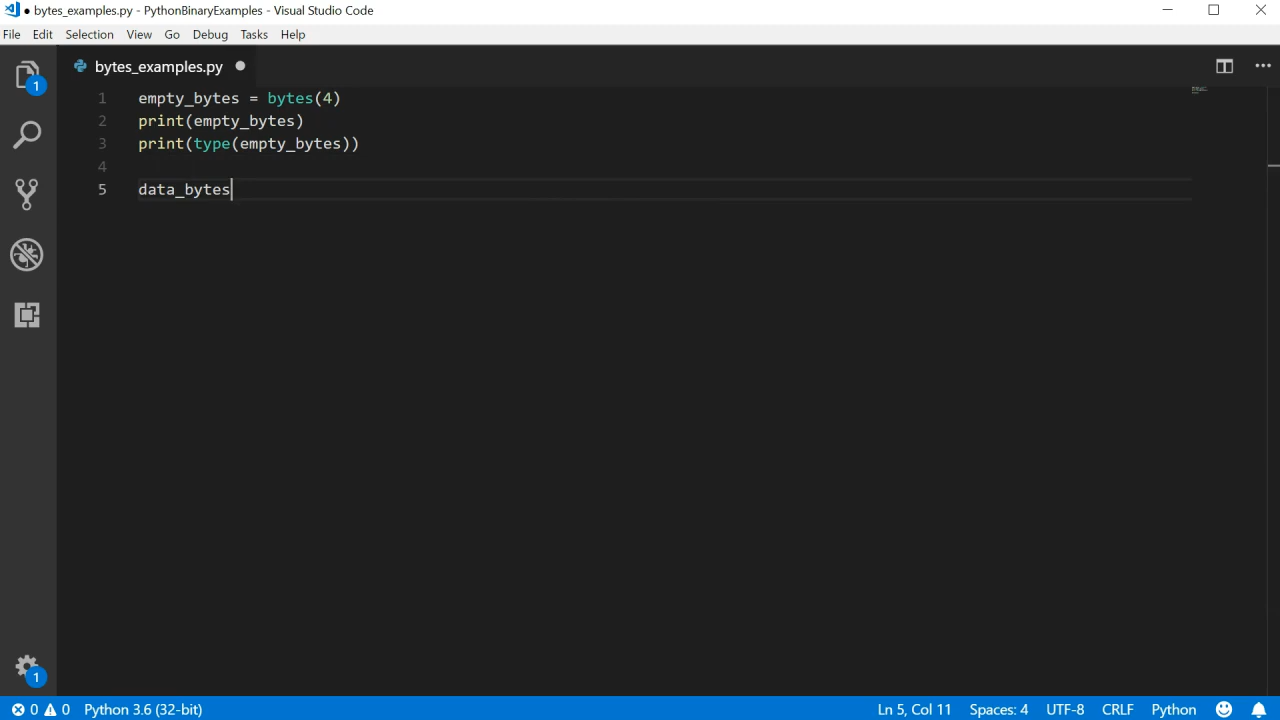 ● bytes_examples.py - PythonBinaryExamples - Visual Studio Code
File Edit Selection View Go Debug Tasks Help
bytes_examples.py ●
1 empty_bytes = bytes(4)
2 print(empty_bytes)
3 print(type(empty_bytes))
4
5 data_bytes
1
1
0 0 Python 3.6 (32-bit) Ln 5, Col 11 Spaces: 4 UTF-8 CRLF Python